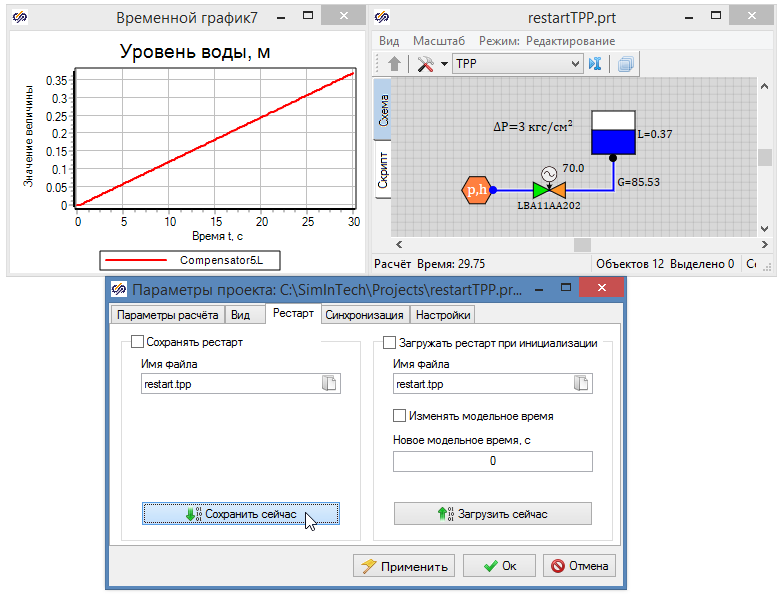 Временной график7
Уровень воды, м
Значение величины
0.35
0.3
0.25
0.2
0.15
0.1
0.05
0
0 5 10 15 20 25 30
Время t, с
Compensator5.L
restartTPP.prt
Вид Масштаб Режим: Редактирование
TPP
Схема
Скрипт
ΔP=3 кгс/см²
L=0.37
70.0
p,h
G=85.53
LBA11AA202
Расчёт Время: 29.75 Объектов 12 Выделено 0
Параметры проекта: C:\SimInTech\Projects\restartTPP.pr...
Параметры расчёта Вид Рестарт Синхронизация Настройки
Сохранять рестарт
Имя файла
restart.tpp
Сохранить сейчас
Загружать рестарт при инициализации
Имя файла
restart.tpp
Изменять модельное время
Новое модельное время, с
0
Загрузить сейчас
Применить Ok Отмена